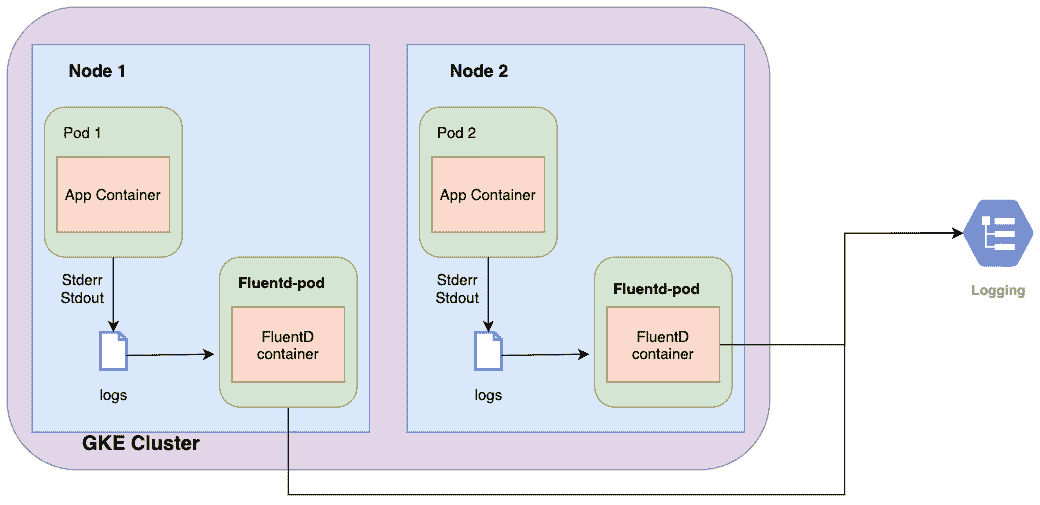 Node 1
Pod 1
App Container
Stderr
Stdout
logs
Fluentd-pod
FluentD
container
Node 2
Pod 2
App Container
Stderr
Stdout
logs
Fluentd-pod
FluentD
container
GKE Cluster
Logging